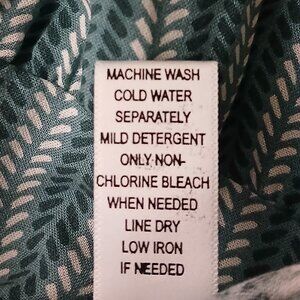 MACHINE WASH
COLD WATER
SEPARATELY
MILD DETERGENT
ONLY NON-
CHLORINE BLEACH
WHEN NEEDED
LINE DRY
LOW IRON
IF NEEDED